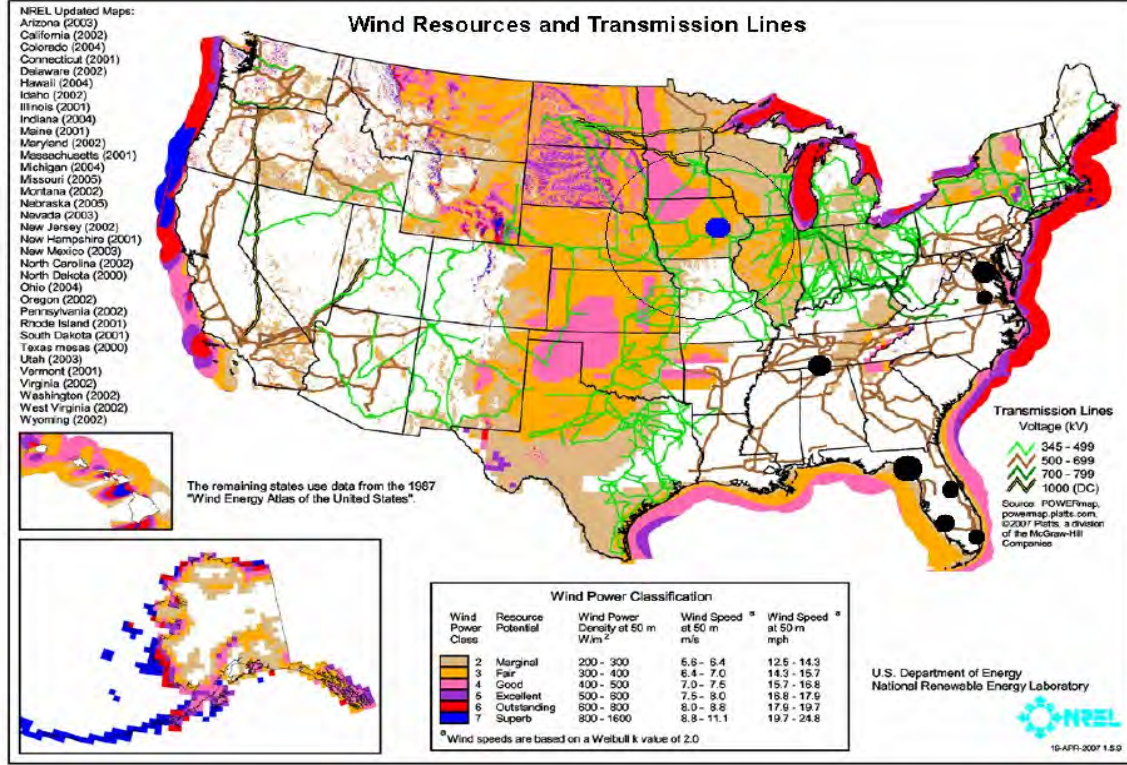 Wind Resources and Transmission Lines
NREL Updated Maps:
Arizona (2003)
California (2002)
Colorado (2004)
Connecticut (2001)
Delaware (2002)
Hawaii (2004)
Idaho (2002)
Illinois (2001)
Indiana (2004)
Maine (2001)
Maryland (2002)
Massachusetts (2001)
Michigan (2004)
Missouri (2005)
Montana (2002)
Nebraska (2005)
Nevada (2003)
New Jersey (2002)
New Hampshire (2001)
New Mexico (2003)
North Carolina (2002)
North Dakota (2000)
Ohio (2004)
Oregon (2002)
Pennsylvania (2002)
Rhode Island (2001)
South Dakota (2001)
Texas mesas (2000)
Utah (2003)
Vermont (2001)
Virginia (2002)
Washington (2002)
West Virginia (2002)
Wyoming (2002)
The remaining states use data from the 1987
"Wind Energy Atlas of the United States".
Transmission Lines
Voltage (kV)
345 - 499
500 - 699
700 - 799
1000 (DC)
Source: POWERmap,
powermap.platts.com,
©2007 Platts, a division
of the McGraw-Hill
Companies
Wind Power Classification
Wind Resource Wind Power Wind Speed a Wind Speed a
Power Potential Density at 50 m at 50 m at 50 m
Class W/m2 m/s mph
2 Marginal 200 - 300 5.6 - 6.4 12.5 - 14.3
3 Fair 300 - 400 6.4 - 7.0 14.3 - 15.7
4 Good 400 - 500 7.0 - 7.5 15.7 - 16.8
5 Excellent 500 - 600 7.5 - 8.0 16.8 - 17.9
6 Outstanding 600 - 800 8.0 - 8.8 17.9 - 19.7
7 Superb 800 - 1600 8.8 - 11.1 19.7 - 24.8
a Wind speeds are based on a Weibull k value of 2.0
U.S. Department of Energy
National Renewable Energy Laboratory
NREL
19-APR-2007 1.5.9